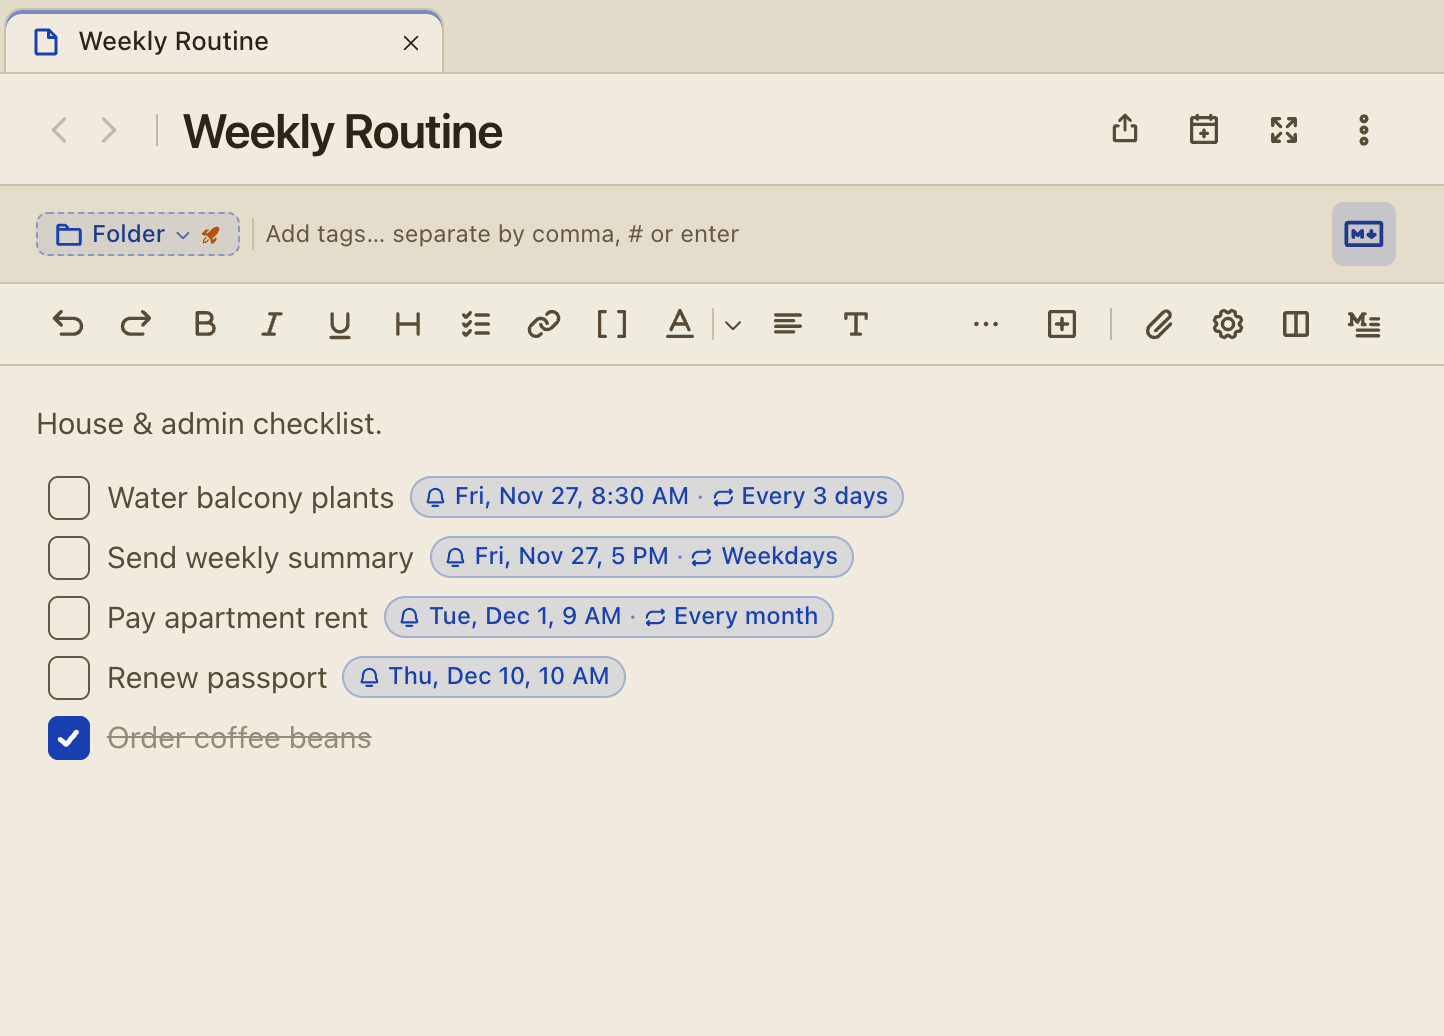 Weekly Routine
Weekly Routine
Folder Add tags... separate by comma, # or enter
M
B I U H [ ] A T ... M
House & admin checklist.
Water balcony plants Fri, Nov 27, 8:30 AM · Every 3 days
Send weekly summary Fri, Nov 27, 5 PM · Weekdays
Pay apartment rent Tue, Dec 1, 9 AM · Every month
Renew passport Thu, Dec 10, 10 AM
Order coffee beans